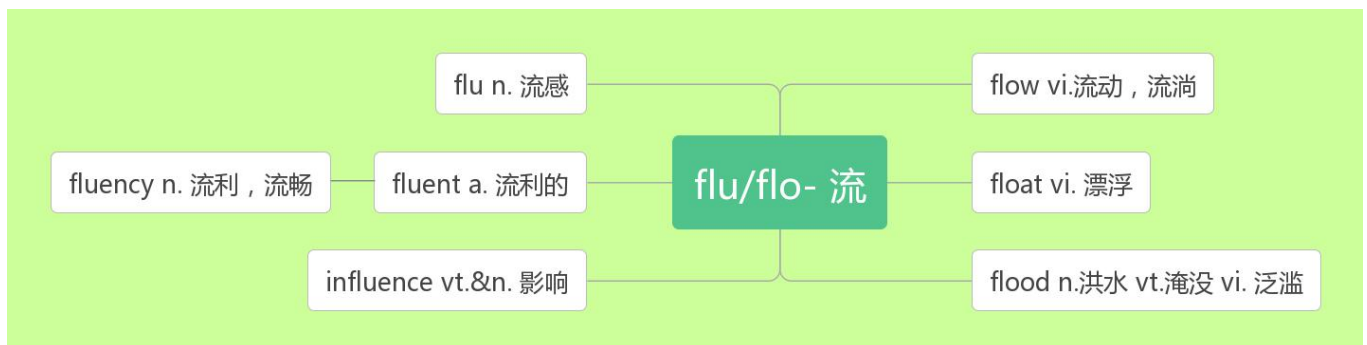 flu n. 流感
flow vi.流动，流淌
fluency n. 流利，流畅
fluent a. 流利的
flu/flo- 流
float vi. 漂浮
influence vt.&n. 影响
flood n.洪水 vt.淹没 vi. 泛滥